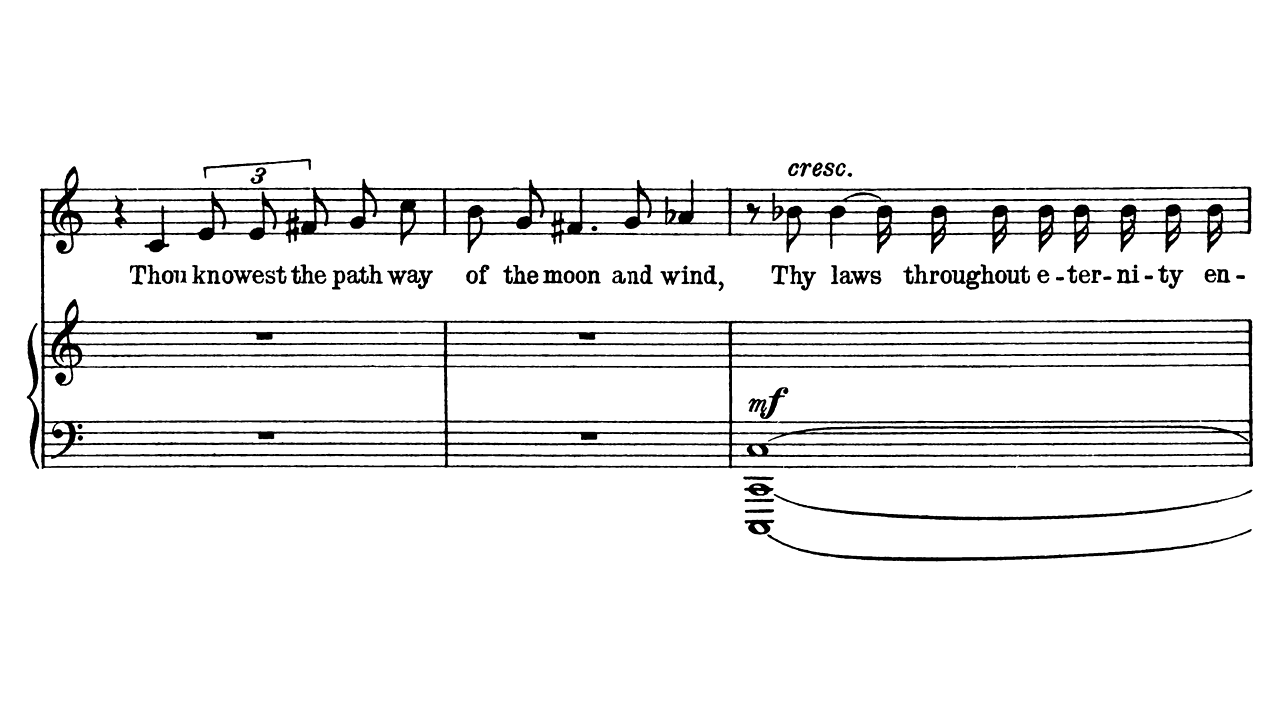 cresc.
3
Thou knowest the path way of the moon and wind, Thy laws throughout e - ter - ni - ty en -
mf